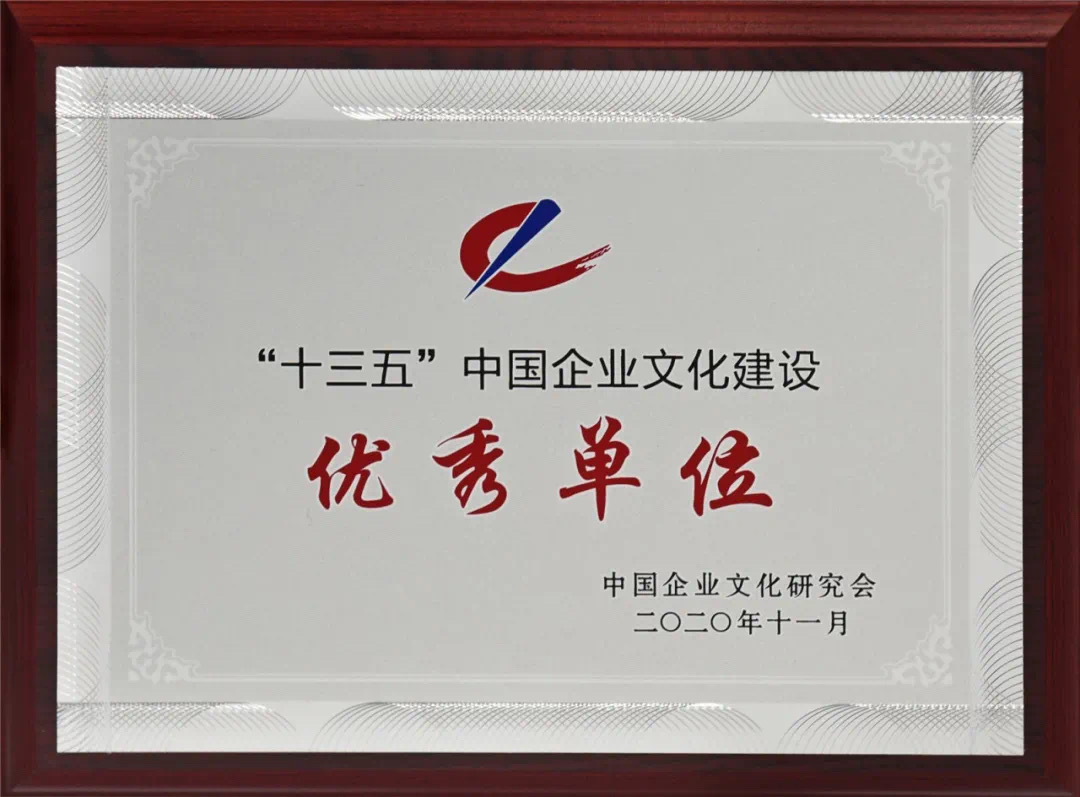 “十三五”中国企业文化建设
优秀单位
中国企业文化研究会
二〇二〇年十一月